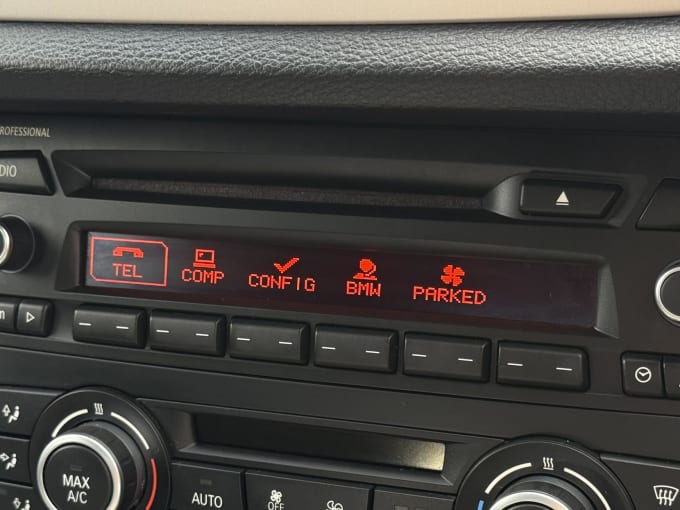 PROFESSIONAL
DIO
TEL COMP CONFIG BMW PARKED
MAX
A/C
AUTO
OFF